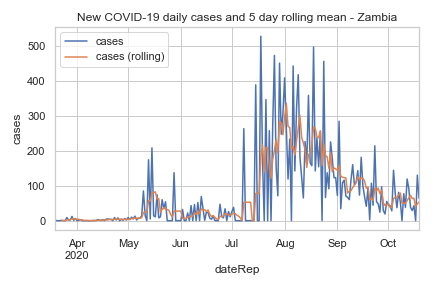 New COVID-19 daily cases and 5 day rolling mean - Zambia
cases
cases (rolling)
500
400
300
200
100
0
cases
Apr
2020
May
Jun
Jul
Aug
Sep
Oct
dateRep